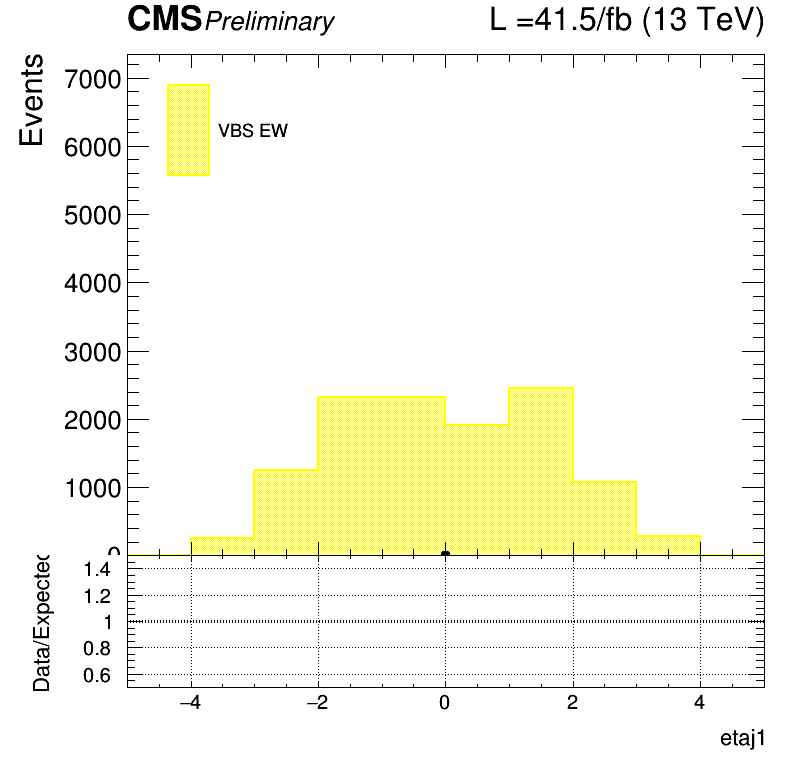 CMS Preliminary L =41.5/fb (13 TeV)
Events
7000
VBS EW
6000
5000
4000
3000
2000
1000
0
Data/Expected
1.4
1.2
1
0.8
0.6
−4 −2 0 2 4
etaj1